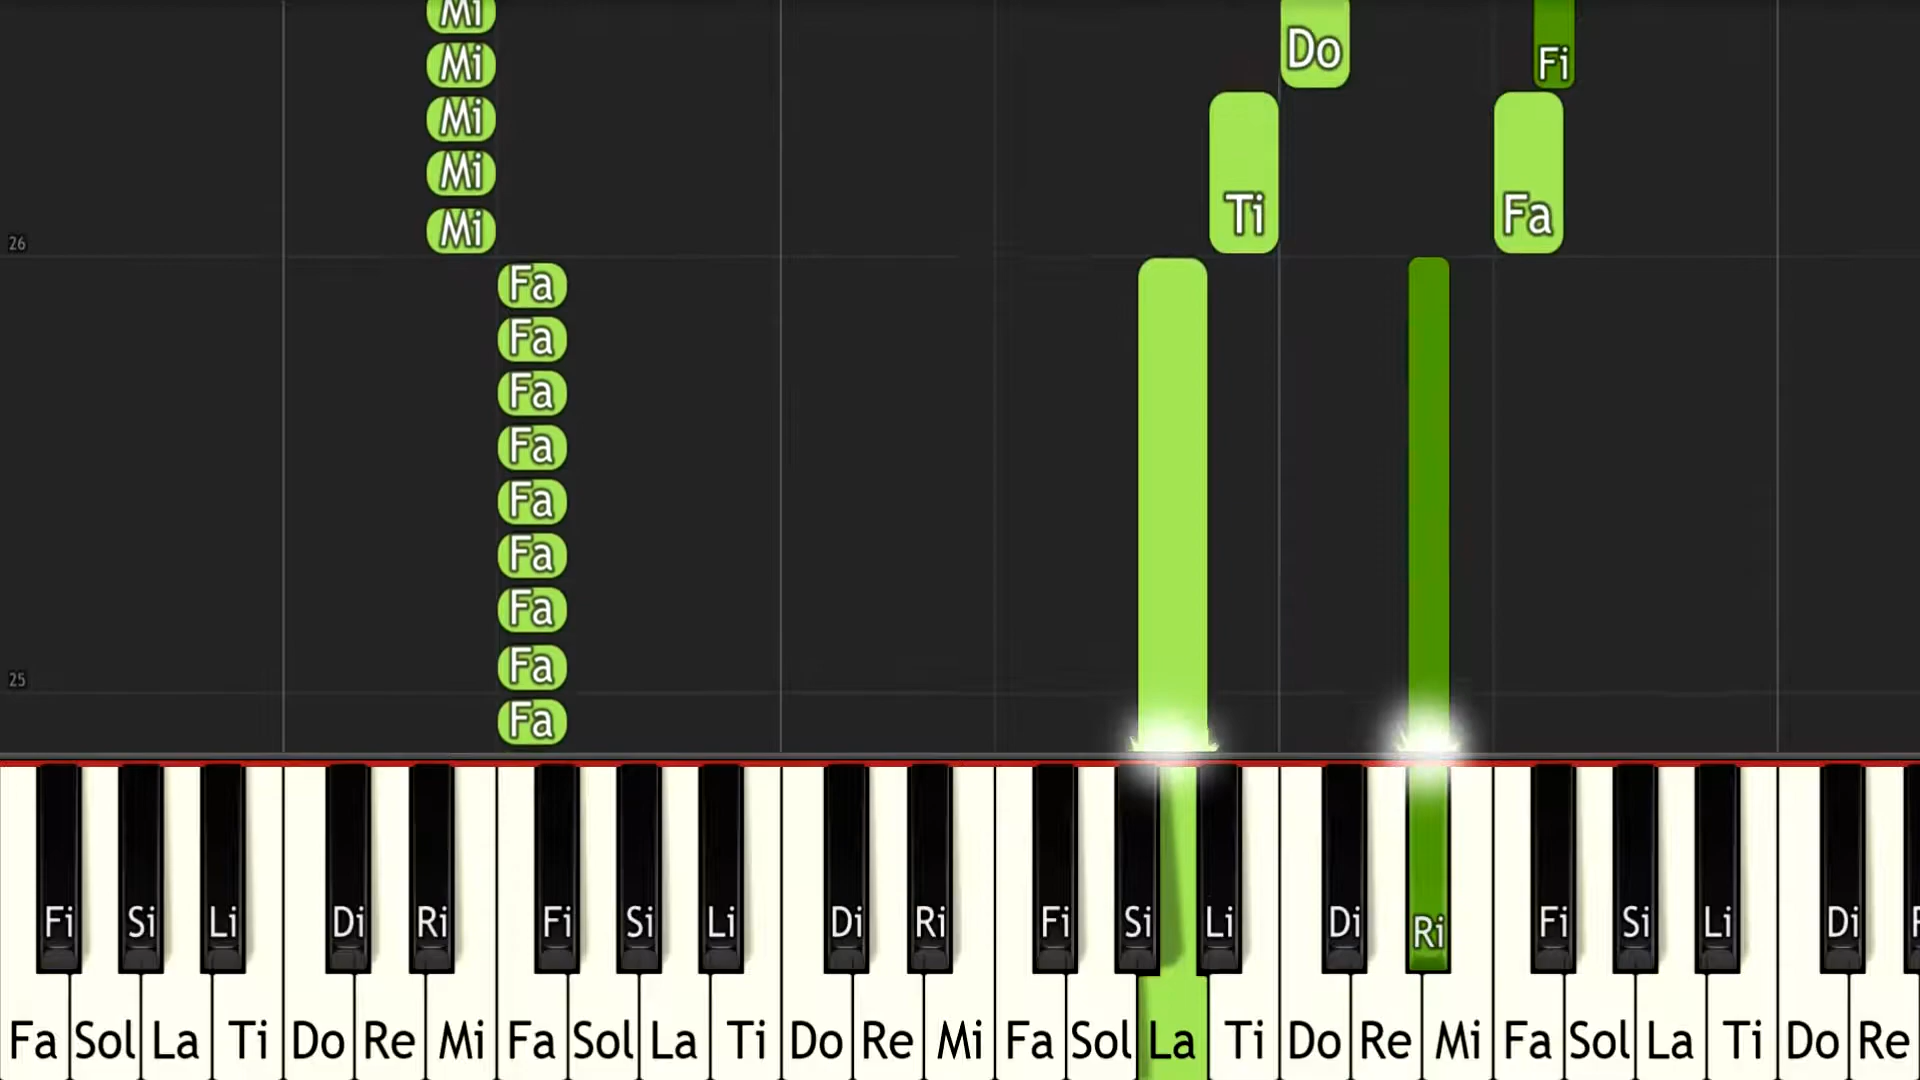 Mi
Do
Mi Fi
Mi
Mi Ti Fa
Mi
26
Fa
Fa
Fa
Fa
Fa
Fa
Fa
Fa
25
Fa
Fi Si Li Di Ri Fi Si Li Di Ri Fi Si Li Di Ri Fi Si Li Di
Fa Sol La Ti Do Re Mi Fa Sol La Ti Do Re Mi Fa Sol La Ti Do Re Mi Fa Sol La Ti Do Re